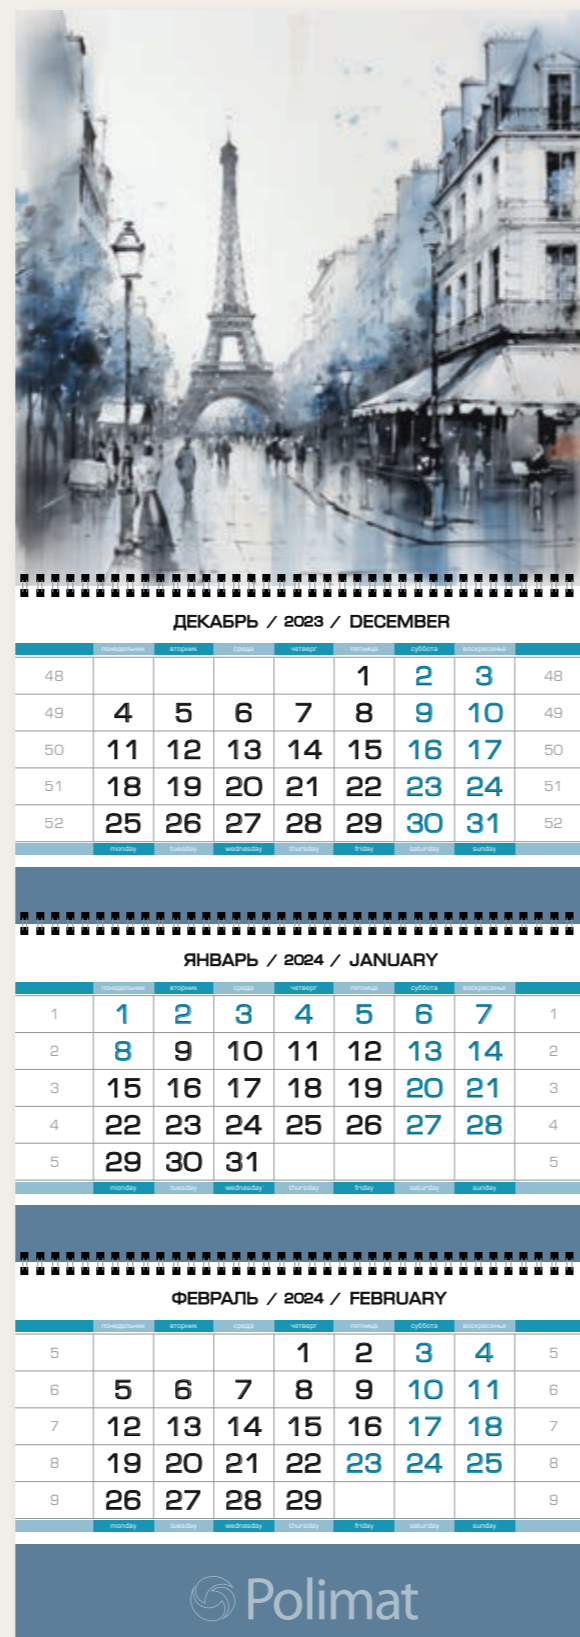 ДЕКАБРЬ / 2023 / DECEMBER
понедельник вторник среда четверг пятница суббота воскресенье
48 1 2 3 48
49 4 5 6 7 8 9 10 49
50 11 12 13 14 15 16 17 50
51 18 19 20 21 22 23 24 51
52 25 26 27 28 29 30 31 52
monday tuesday wednesday thursday friday saturday sunday
ЯНВАРЬ / 2024 / JANUARY
понедельник вторник среда четверг пятница суббота воскресенье
1 1 2 3 4 5 6 7 1
2 8 9 10 11 12 13 14 2
3 15 16 17 18 19 20 21 3
4 22 23 24 25 26 27 28 4
5 29 30 31 5
monday tuesday wednesday thursday friday saturday sunday
ФЕВРАЛЬ / 2024 / FEBRUARY
понедельник вторник среда четверг пятница суббота воскресенье
5 1 2 3 4 5
6 5 6 7 8 9 10 11 6
7 12 13 14 15 16 17 18 7
8 19 20 21 22 23 24 25 8
9 26 27 28 29 9
monday tuesday wednesday thursday friday saturday sunday
Polimat